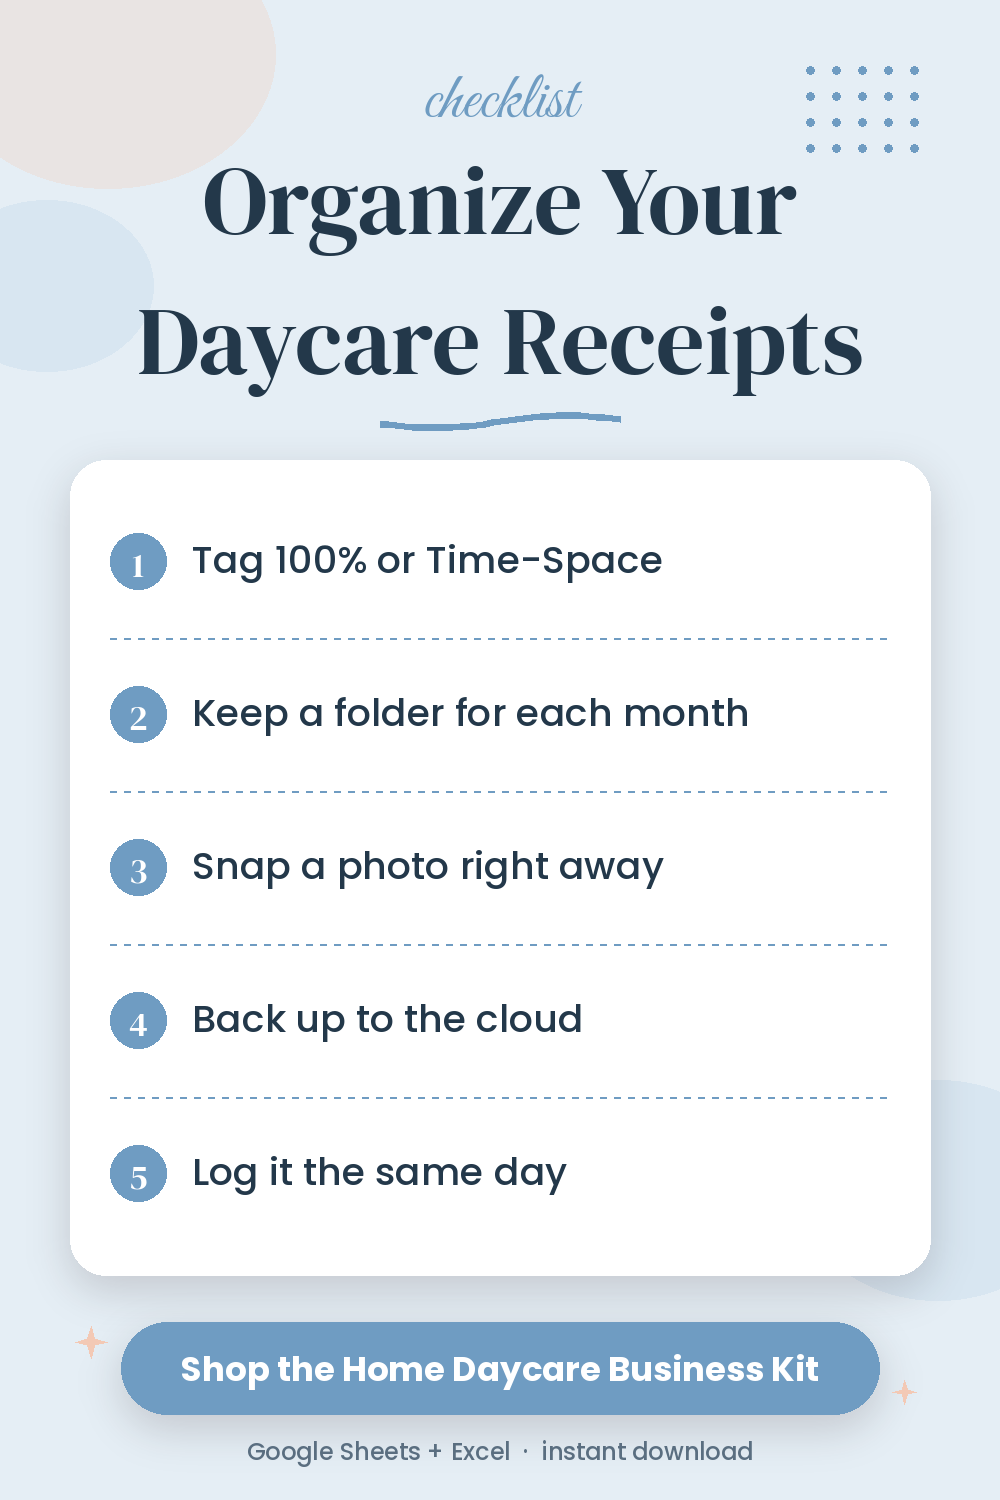 checklist
Organize Your
Daycare Receipts
1 Tag 100% or Time-Space
2 Keep a folder for each month
3 Snap a photo right away
4 Back up to the cloud
5 Log it the same day
Shop the Home Daycare Business Kit
Google Sheets + Excel · instant download